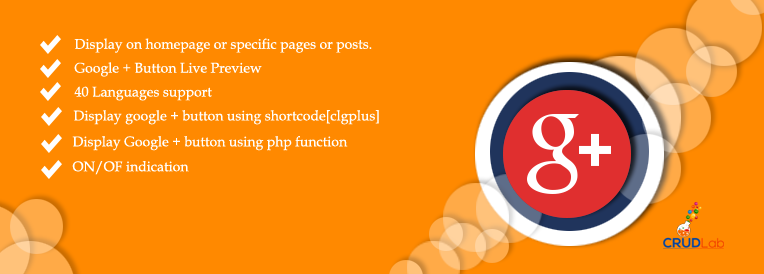 Display on homepage or specific pages or posts.
Google + Button Live Preview
40 Languages support
Display google + button using shortcode[clgplus]
Display Google + button using php function
ON/OF indication
g+
CRUDLab